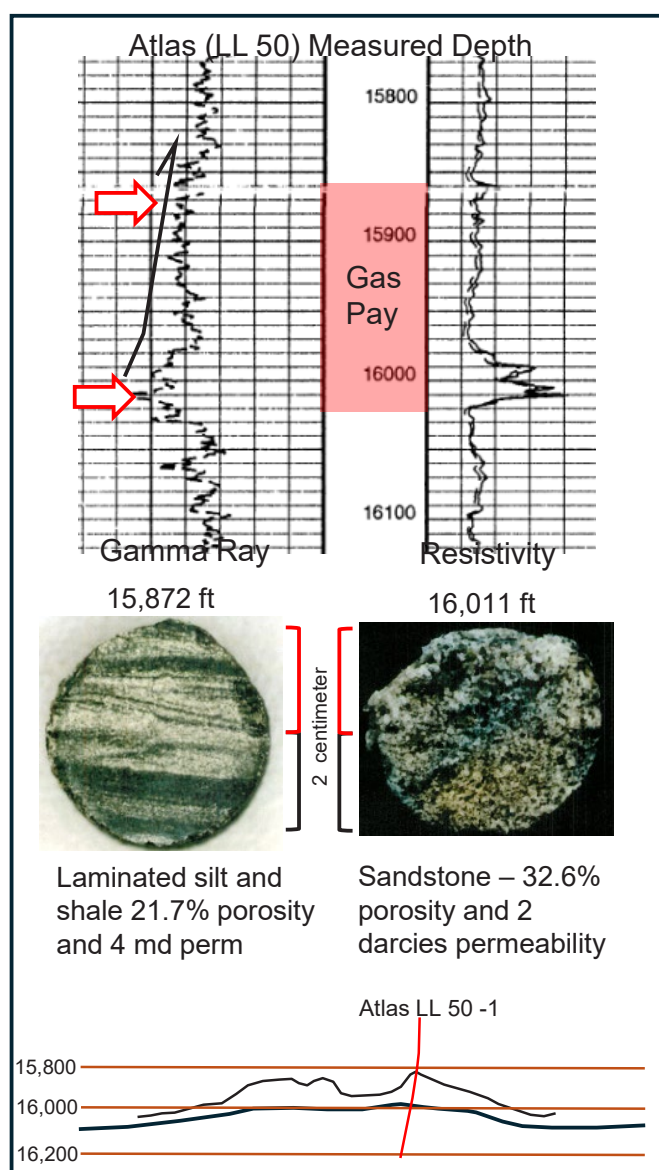 Atlas (LL 50) Measured Depth
15800
15900
Gas
Pay
16000
16100
Gamma Ray
Resistivity
15,872 ft
16,011 ft
2 centimeter
Laminated silt and
shale 21.7% porosity
and 4 md perm
Sandstone – 32.6%
porosity and 2
darcies permeability
Atlas LL 50 -1
15,800
16,000
16,200